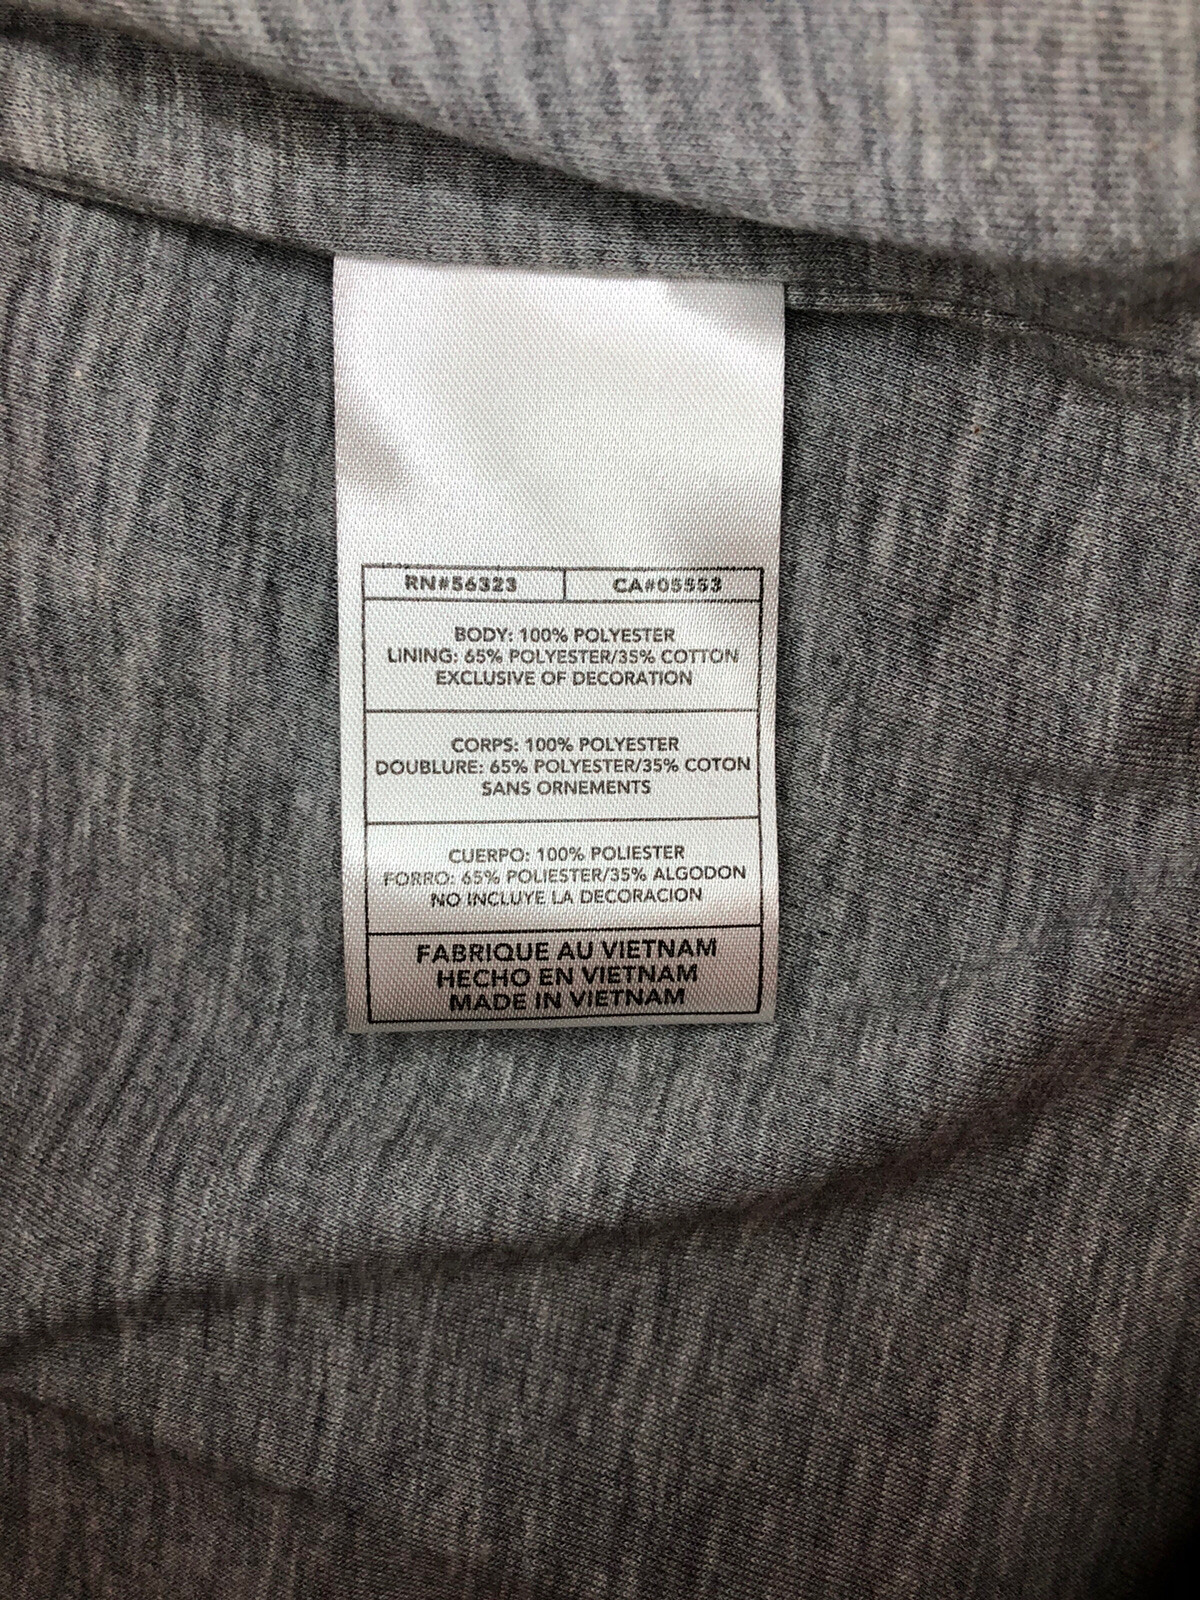 RN#56323 CA#05553
BODY: 100% POLYESTER
LINING: 65% POLYESTER/35% COTTON
EXCLUSIVE OF DECORATION
CORPS: 100% POLYESTER
DOUBLURE: 65% POLYESTER/35% COTON
SANS ORNEMENTS
CUERPO: 100% POLIESTER
FORRO: 65% POLIESTER/35% ALGODON
NO INCLUYE LA DECORACION
FABRIQUE AU VIETNAM
HECHO EN VIETNAM
MADE IN VIETNAM